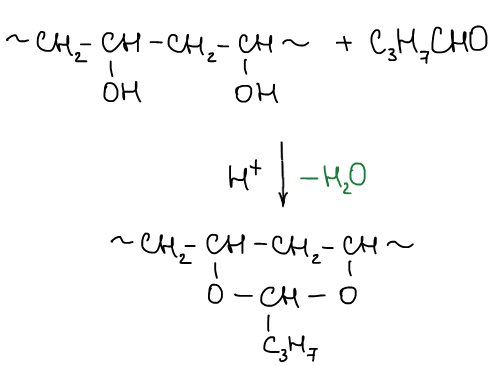 ~ CH₂ – CH – CH₂ – CH ~ + C₃H₇CHO
OH OH
H⁺ –H₂O
~ CH₂ – CH – CH₂ – CH ~
O – CH – O
C₃H₇